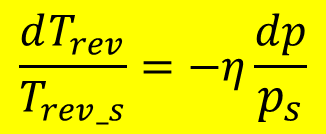 dT_rev / T_rev_s = −η dp / p_s